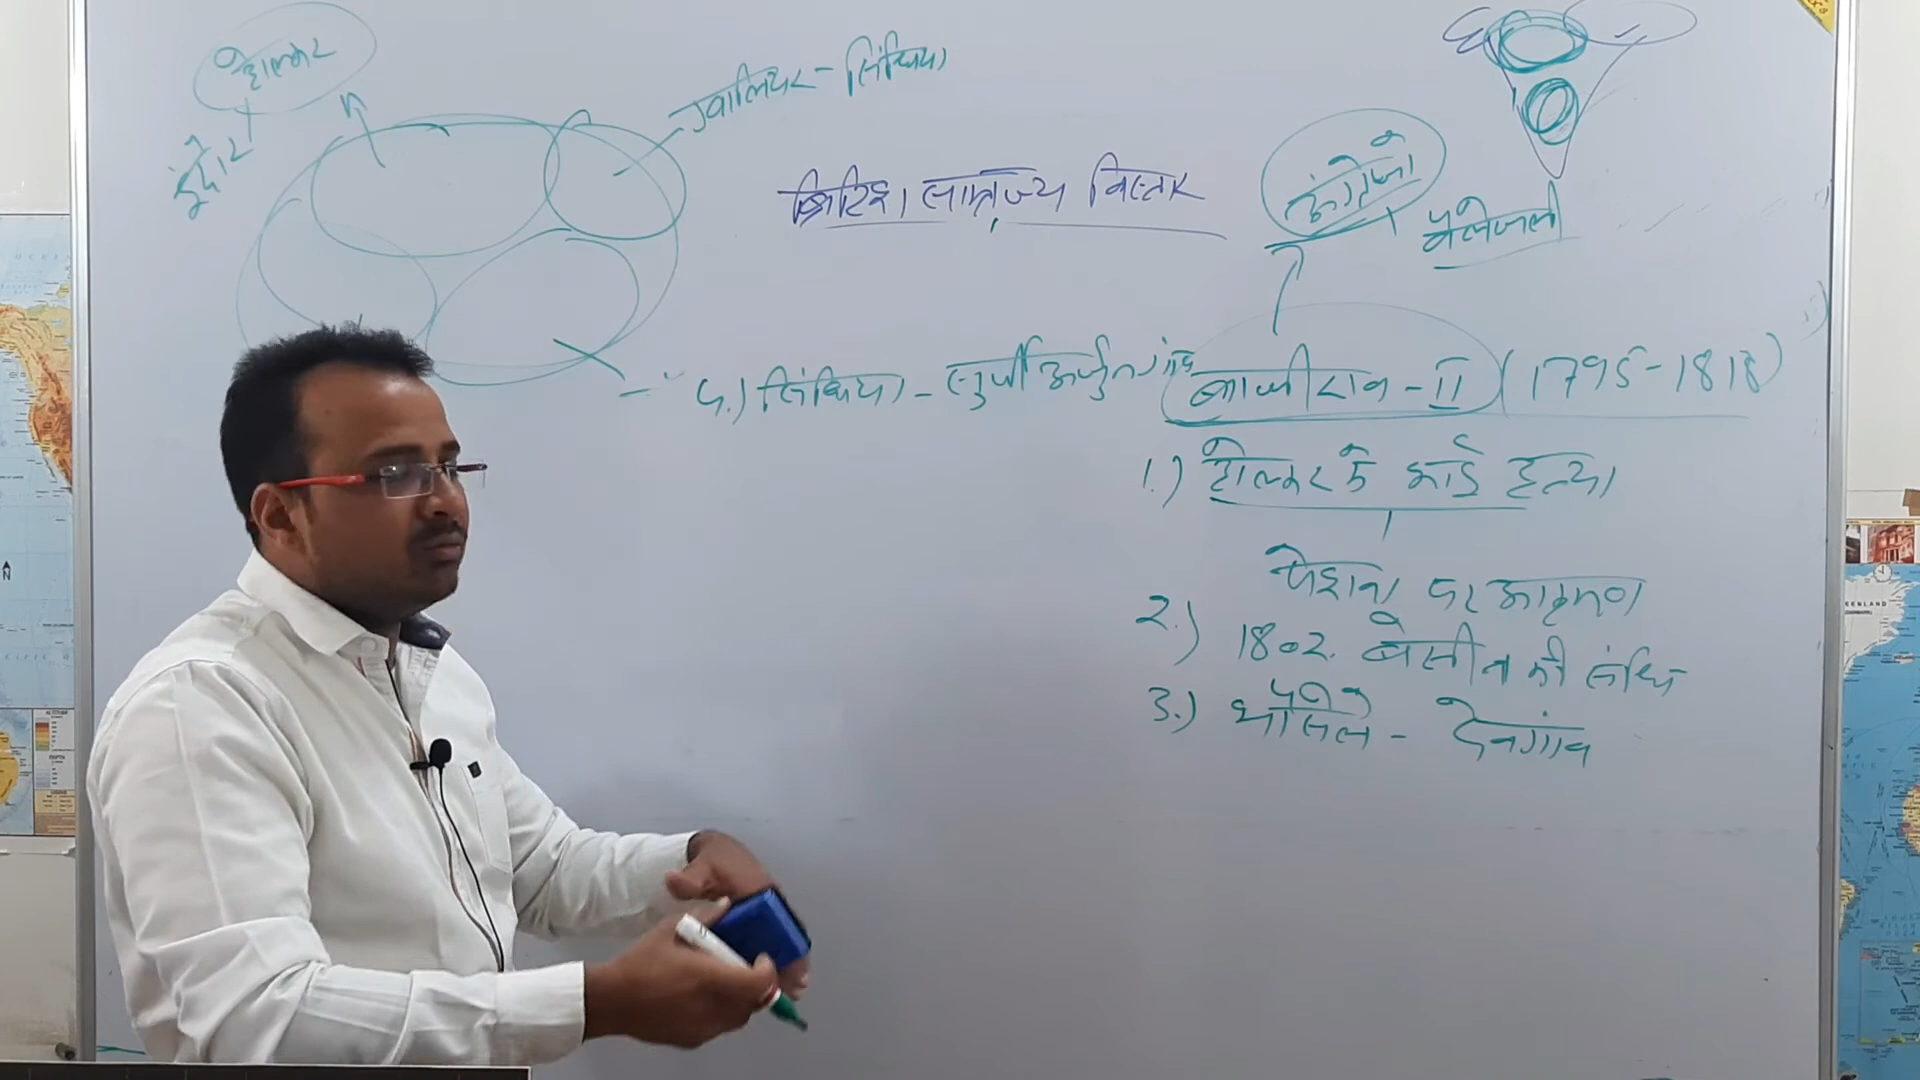 होल्कर
इंदौर
ग्वालियर - सिंधिया
ब्रिटिश साम्राज्य विस्तार
अंग्रेजो
वेलेजली
4.) सिंधिया - सुर्जी अर्जुनगांव
बाजीराव - II (1795-1818)
1.) होल्कर के भाई हत्या
पेशवा पर आक्रमण
2.) 1802 बेसीन की संधि
3.) भोंसले - देवगांव
N